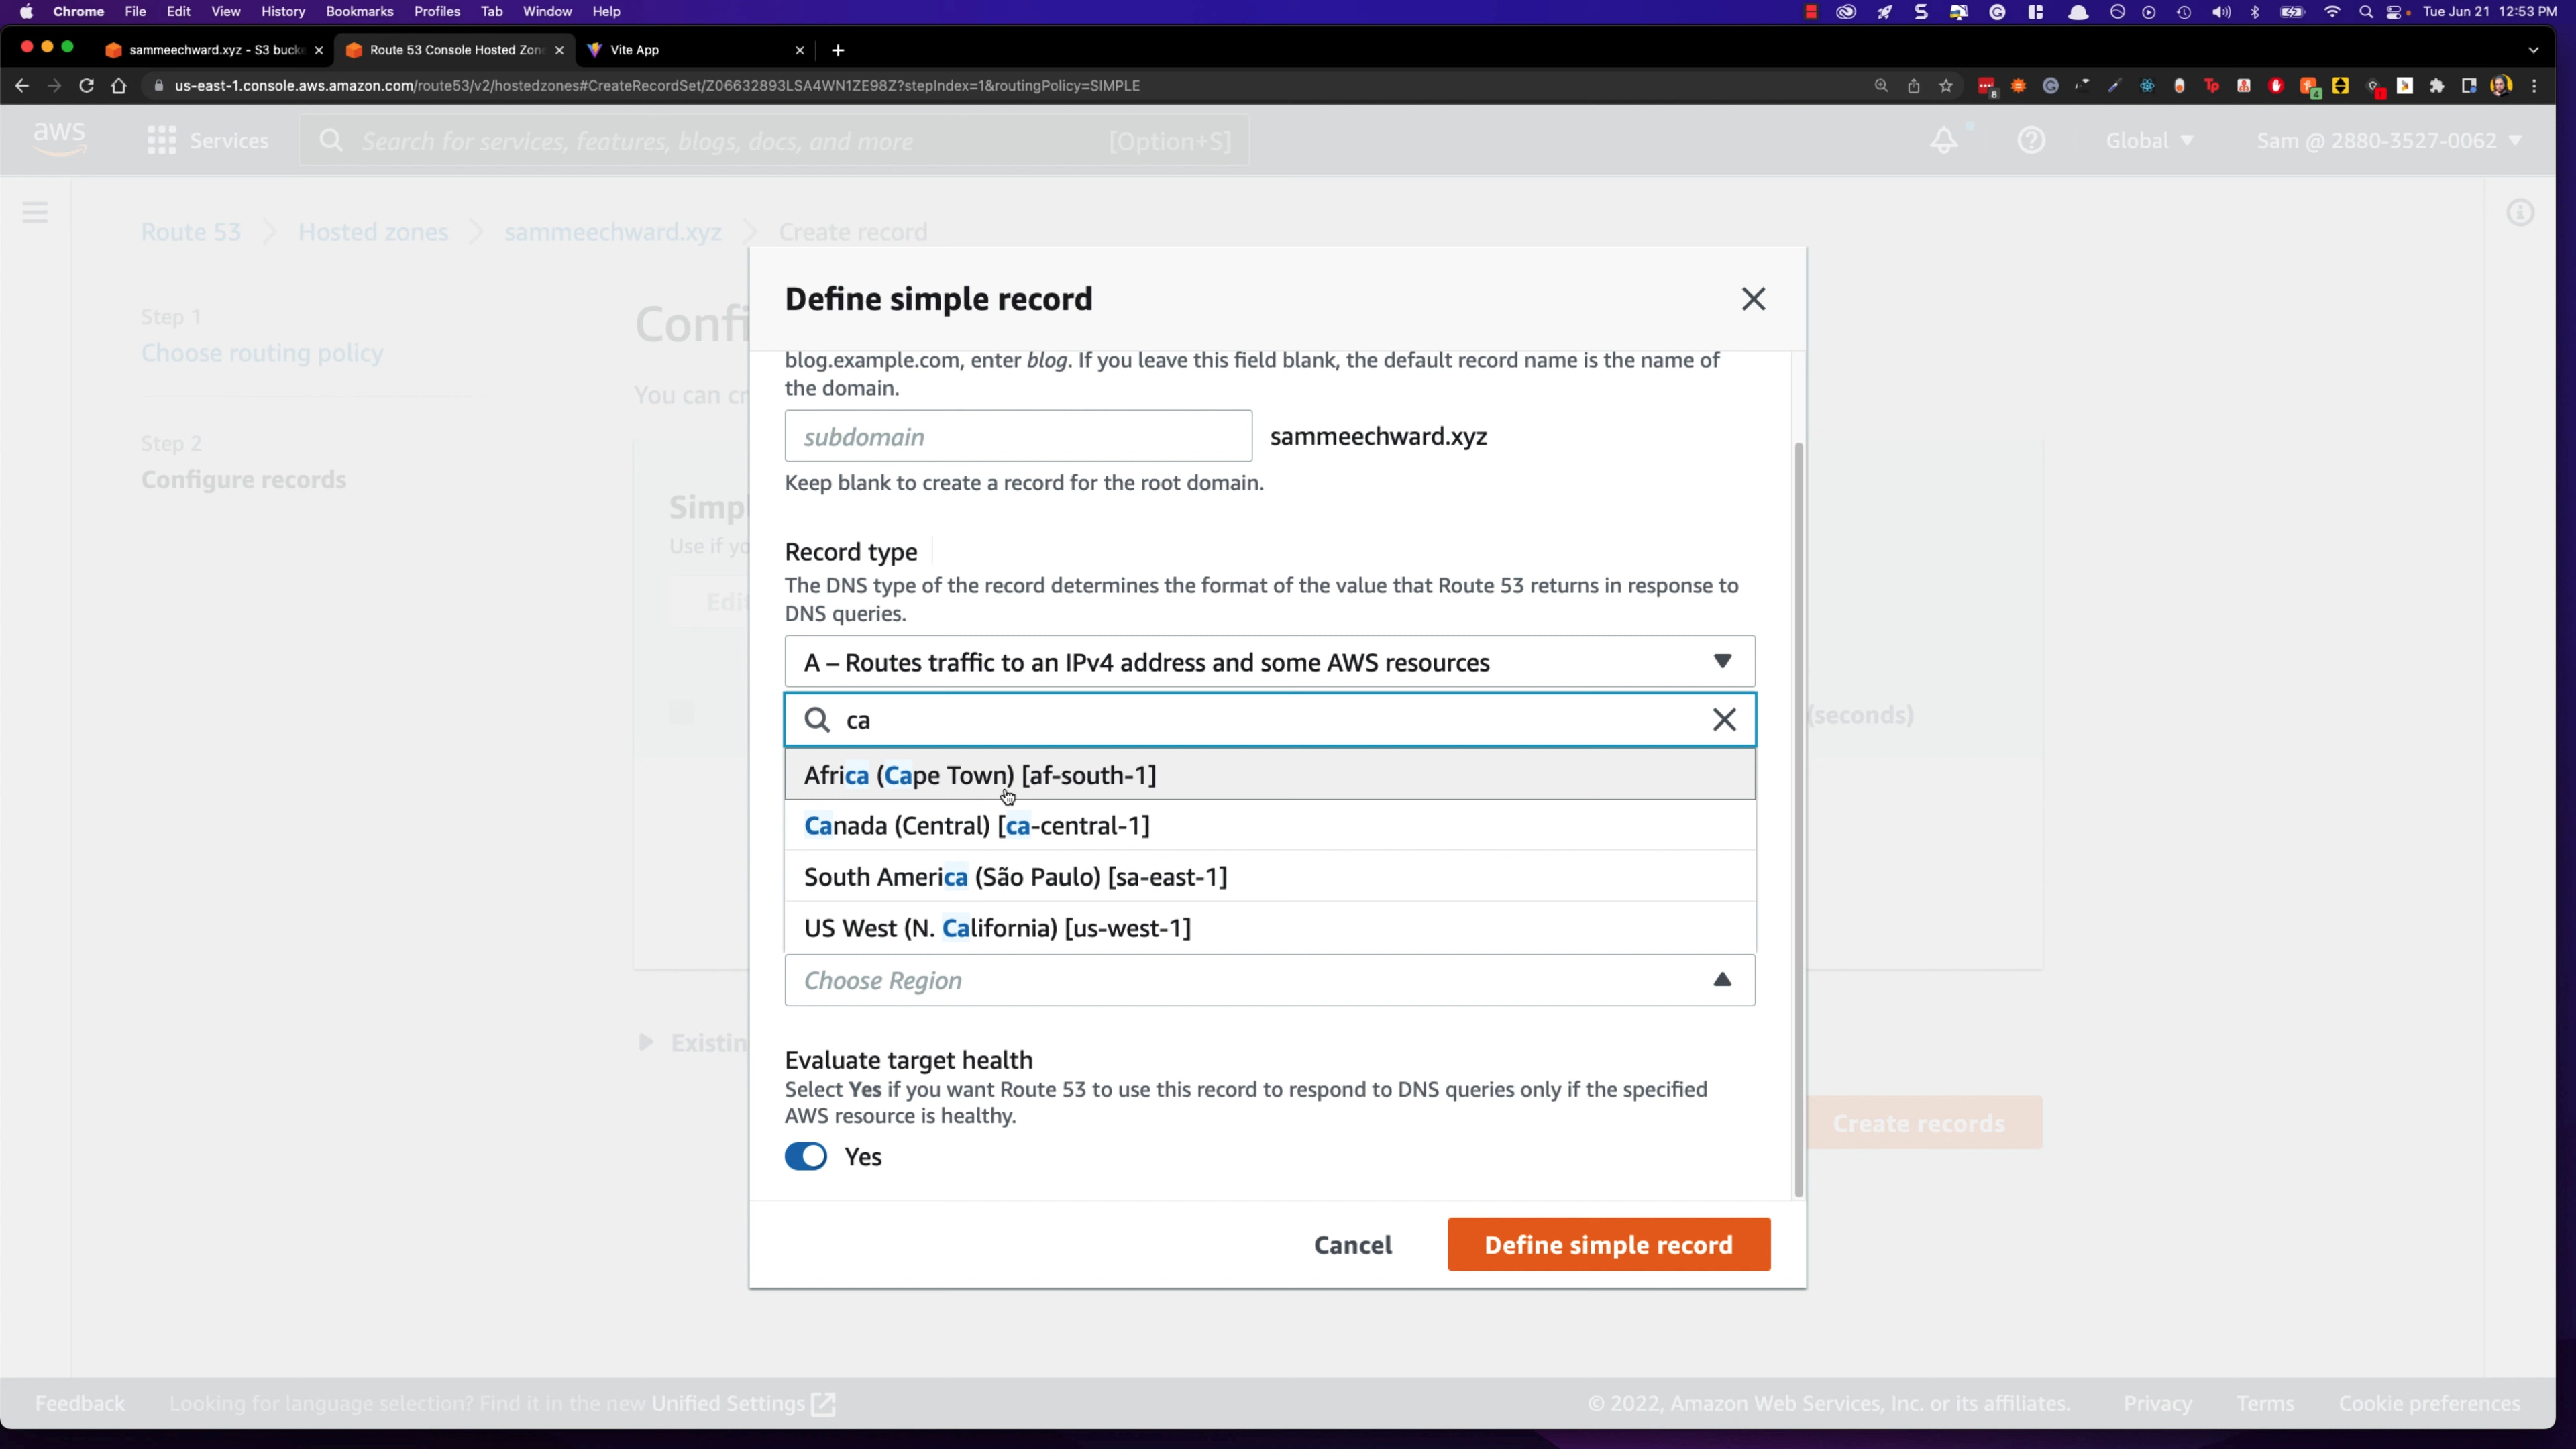 Chrome File Edit View History Bookmarks Profiles Tab Window Help Tue Jun 21 12:53 PM
sammeechward.xyz - S3 bucke Route 53 Console Hosted Zone Vite App
us-east-1.console.aws.amazon.com/route53/v2/hostedzones#CreateRecordSet/Z06632893LSA4WN1ZE98Z?stepIndex=1&routingPolicy=SIMPLE
aws Services Search for services, features, blogs, docs, and more [Option+S] Global Sam @ 2880-3527-0062
Route 53 Hosted zones sammeechward.xyz Create record
Step 1
Choose routing policy
Step 2
Configure records
Confi
You can cr
Simpl
Use if yo
Edit
(seconds)
Existin
Create records
Define simple record
blog.example.com, enter blog. If you leave this field blank, the default record name is the name of
the domain.
subdomain sammeechward.xyz
Keep blank to create a record for the root domain.
Record type
The DNS type of the record determines the format of the value that Route 53 returns in response to
DNS queries.
A – Routes traffic to an IPv4 address and some AWS resources
ca
Africa (Cape Town) [af-south-1]
Canada (Central) [ca-central-1]
South America (São Paulo) [sa-east-1]
US West (N. California) [us-west-1]
Choose Region
Evaluate target health
Select Yes if you want Route 53 to use this record to respond to DNS queries only if the specified
AWS resource is healthy.
Yes
Cancel Define simple record
Feedback Looking for language selection? Find it in the new Unified Settings © 2022, Amazon Web Services, Inc. or its affiliates. Privacy Terms Cookie preferences